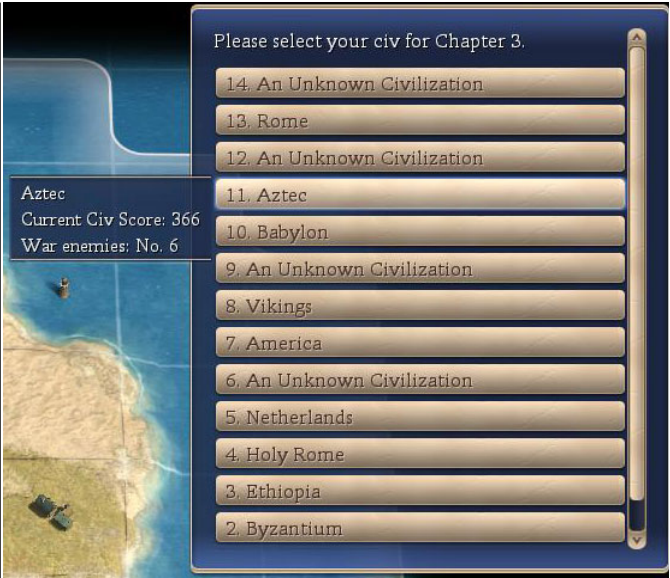 Please select your civ for Chapter 3.
14. An Unknown Civilization
13. Rome
12. An Unknown Civilization
Aztec
Current Civ Score: 366
War enemies: No. 6
11. Aztec
10. Babylon
9. An Unknown Civilization
8. Vikings
7. America
6. An Unknown Civilization
5. Netherlands
4. Holy Rome
3. Ethiopia
2. Byzantium